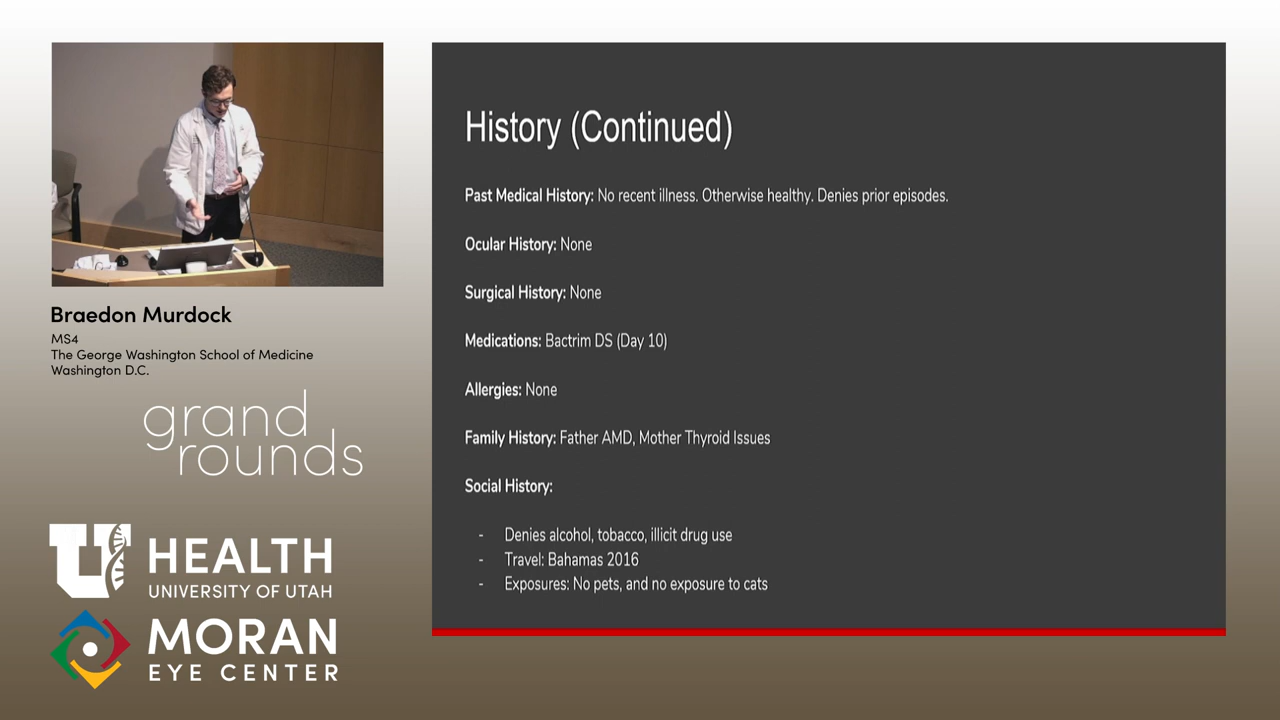 Braedon Murdock
MS4
The George Washington School of Medicine
Washington D.C.
grand
rounds
U HEALTH
UNIVERSITY OF UTAH
MORAN
EYE CENTER
History (Continued)
Past Medical History: No recent illness. Otherwise healthy. Denies prior episodes.
Ocular History: None
Surgical History: None
Medications: Bactrim DS (Day 10)
Allergies: None
Family History: Father AMD, Mother Thyroid Issues
Social History:
- Denies alcohol, tobacco, illicit drug use
- Travel: Bahamas 2016
- Exposures: No pets, and no exposure to cats